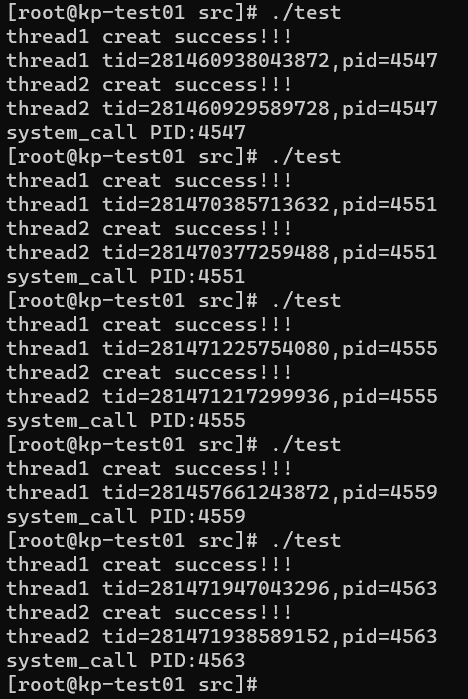 [root@kp-test01 src]# ./test
thread1 creat success!!!
thread1 tid=281460938043872,pid=4547
thread2 creat success!!!
thread2 tid=281460929589728,pid=4547
system_call PID:4547
[root@kp-test01 src]# ./test
thread1 creat success!!!
thread1 tid=281470385713632,pid=4551
thread2 creat success!!!
thread2 tid=281470377259488,pid=4551
system_call PID:4551
[root@kp-test01 src]# ./test
thread1 creat success!!!
thread1 tid=281471225754080,pid=4555
thread2 creat success!!!
thread2 tid=281471217299936,pid=4555
system_call PID:4555
[root@kp-test01 src]# ./test
thread1 creat success!!!
thread1 tid=281457661243872,pid=4559
system_call PID:4559
[root@kp-test01 src]# ./test
thread1 creat success!!!
thread1 tid=281471947043296,pid=4563
thread2 creat success!!!
thread2 tid=281471938589152,pid=4563
system_call PID:4563
[root@kp-test01 src]#